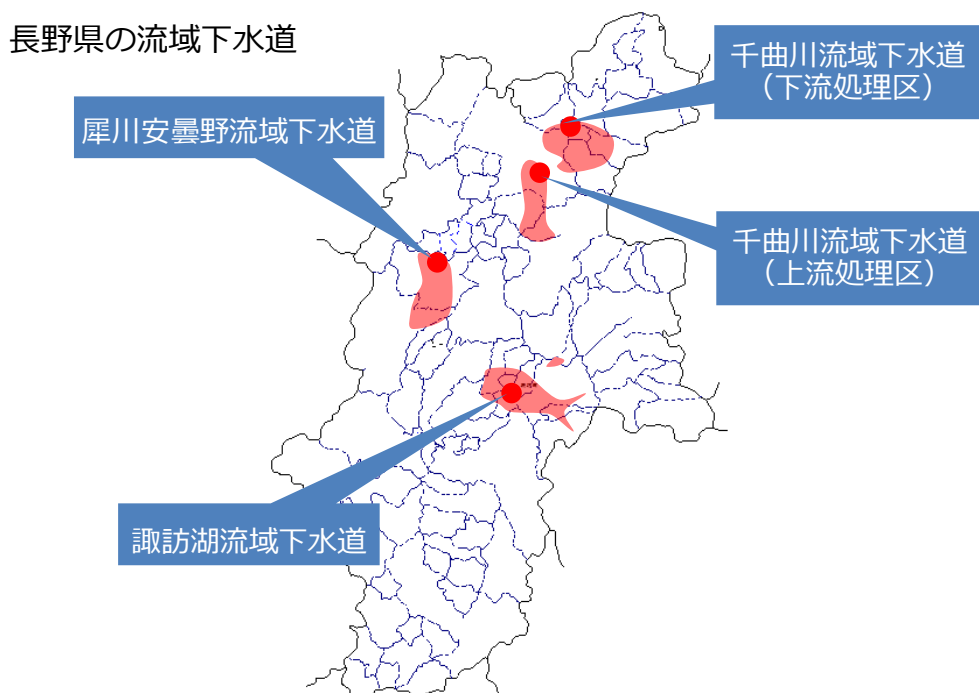 長野県の流域下水道
千曲川流域下水道
（下流処理区）
犀川安曇野流域下水道
千曲川流域下水道
（上流処理区）
諏訪湖流域下水道